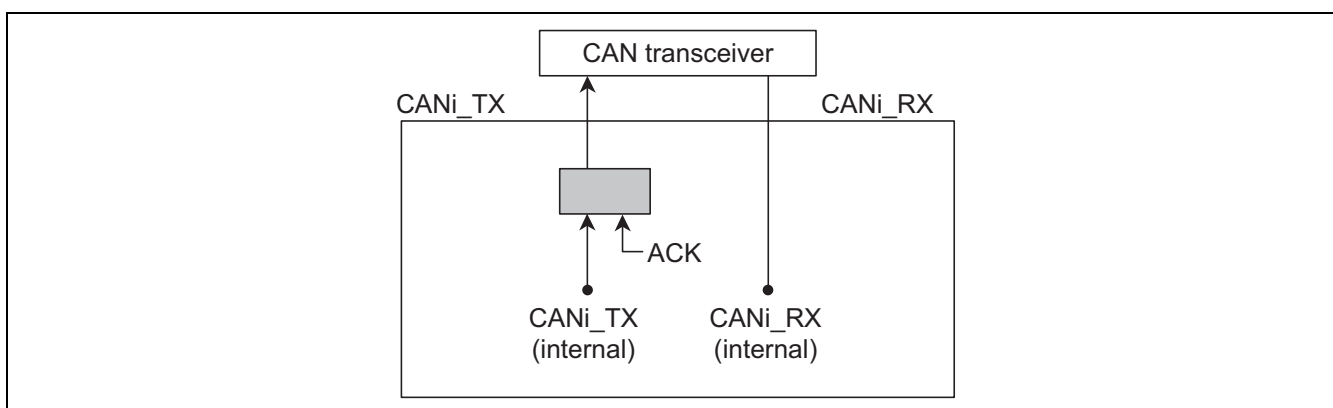 CAN transceiver
CANi_TX
CANi_RX
ACK
CANi_TX
(internal)
CANi_RX
(internal)